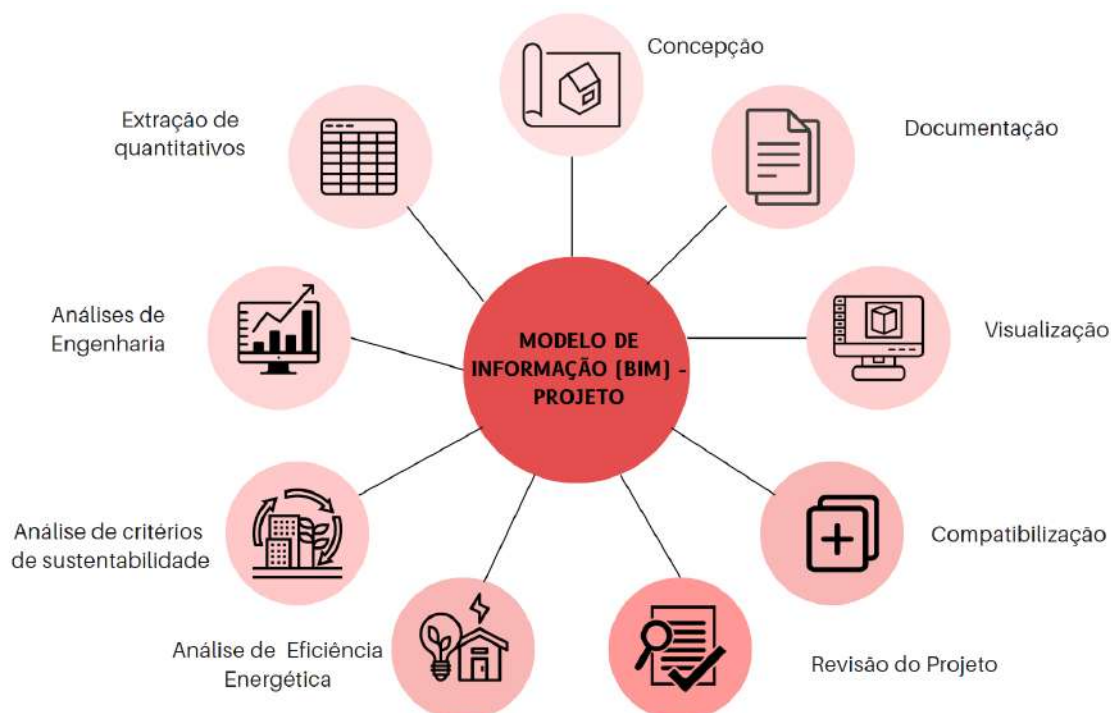 Concepção
Documentação
Visualização
Compatibilização
Revisão do Projeto
Análise de Eficiência
Energética
Análise de critérios
de sustentabilidade
Análises de
Engenharia
Extração de
quantitativos
MODELO DE
INFORMAÇÃO (BIM) -
PROJETO